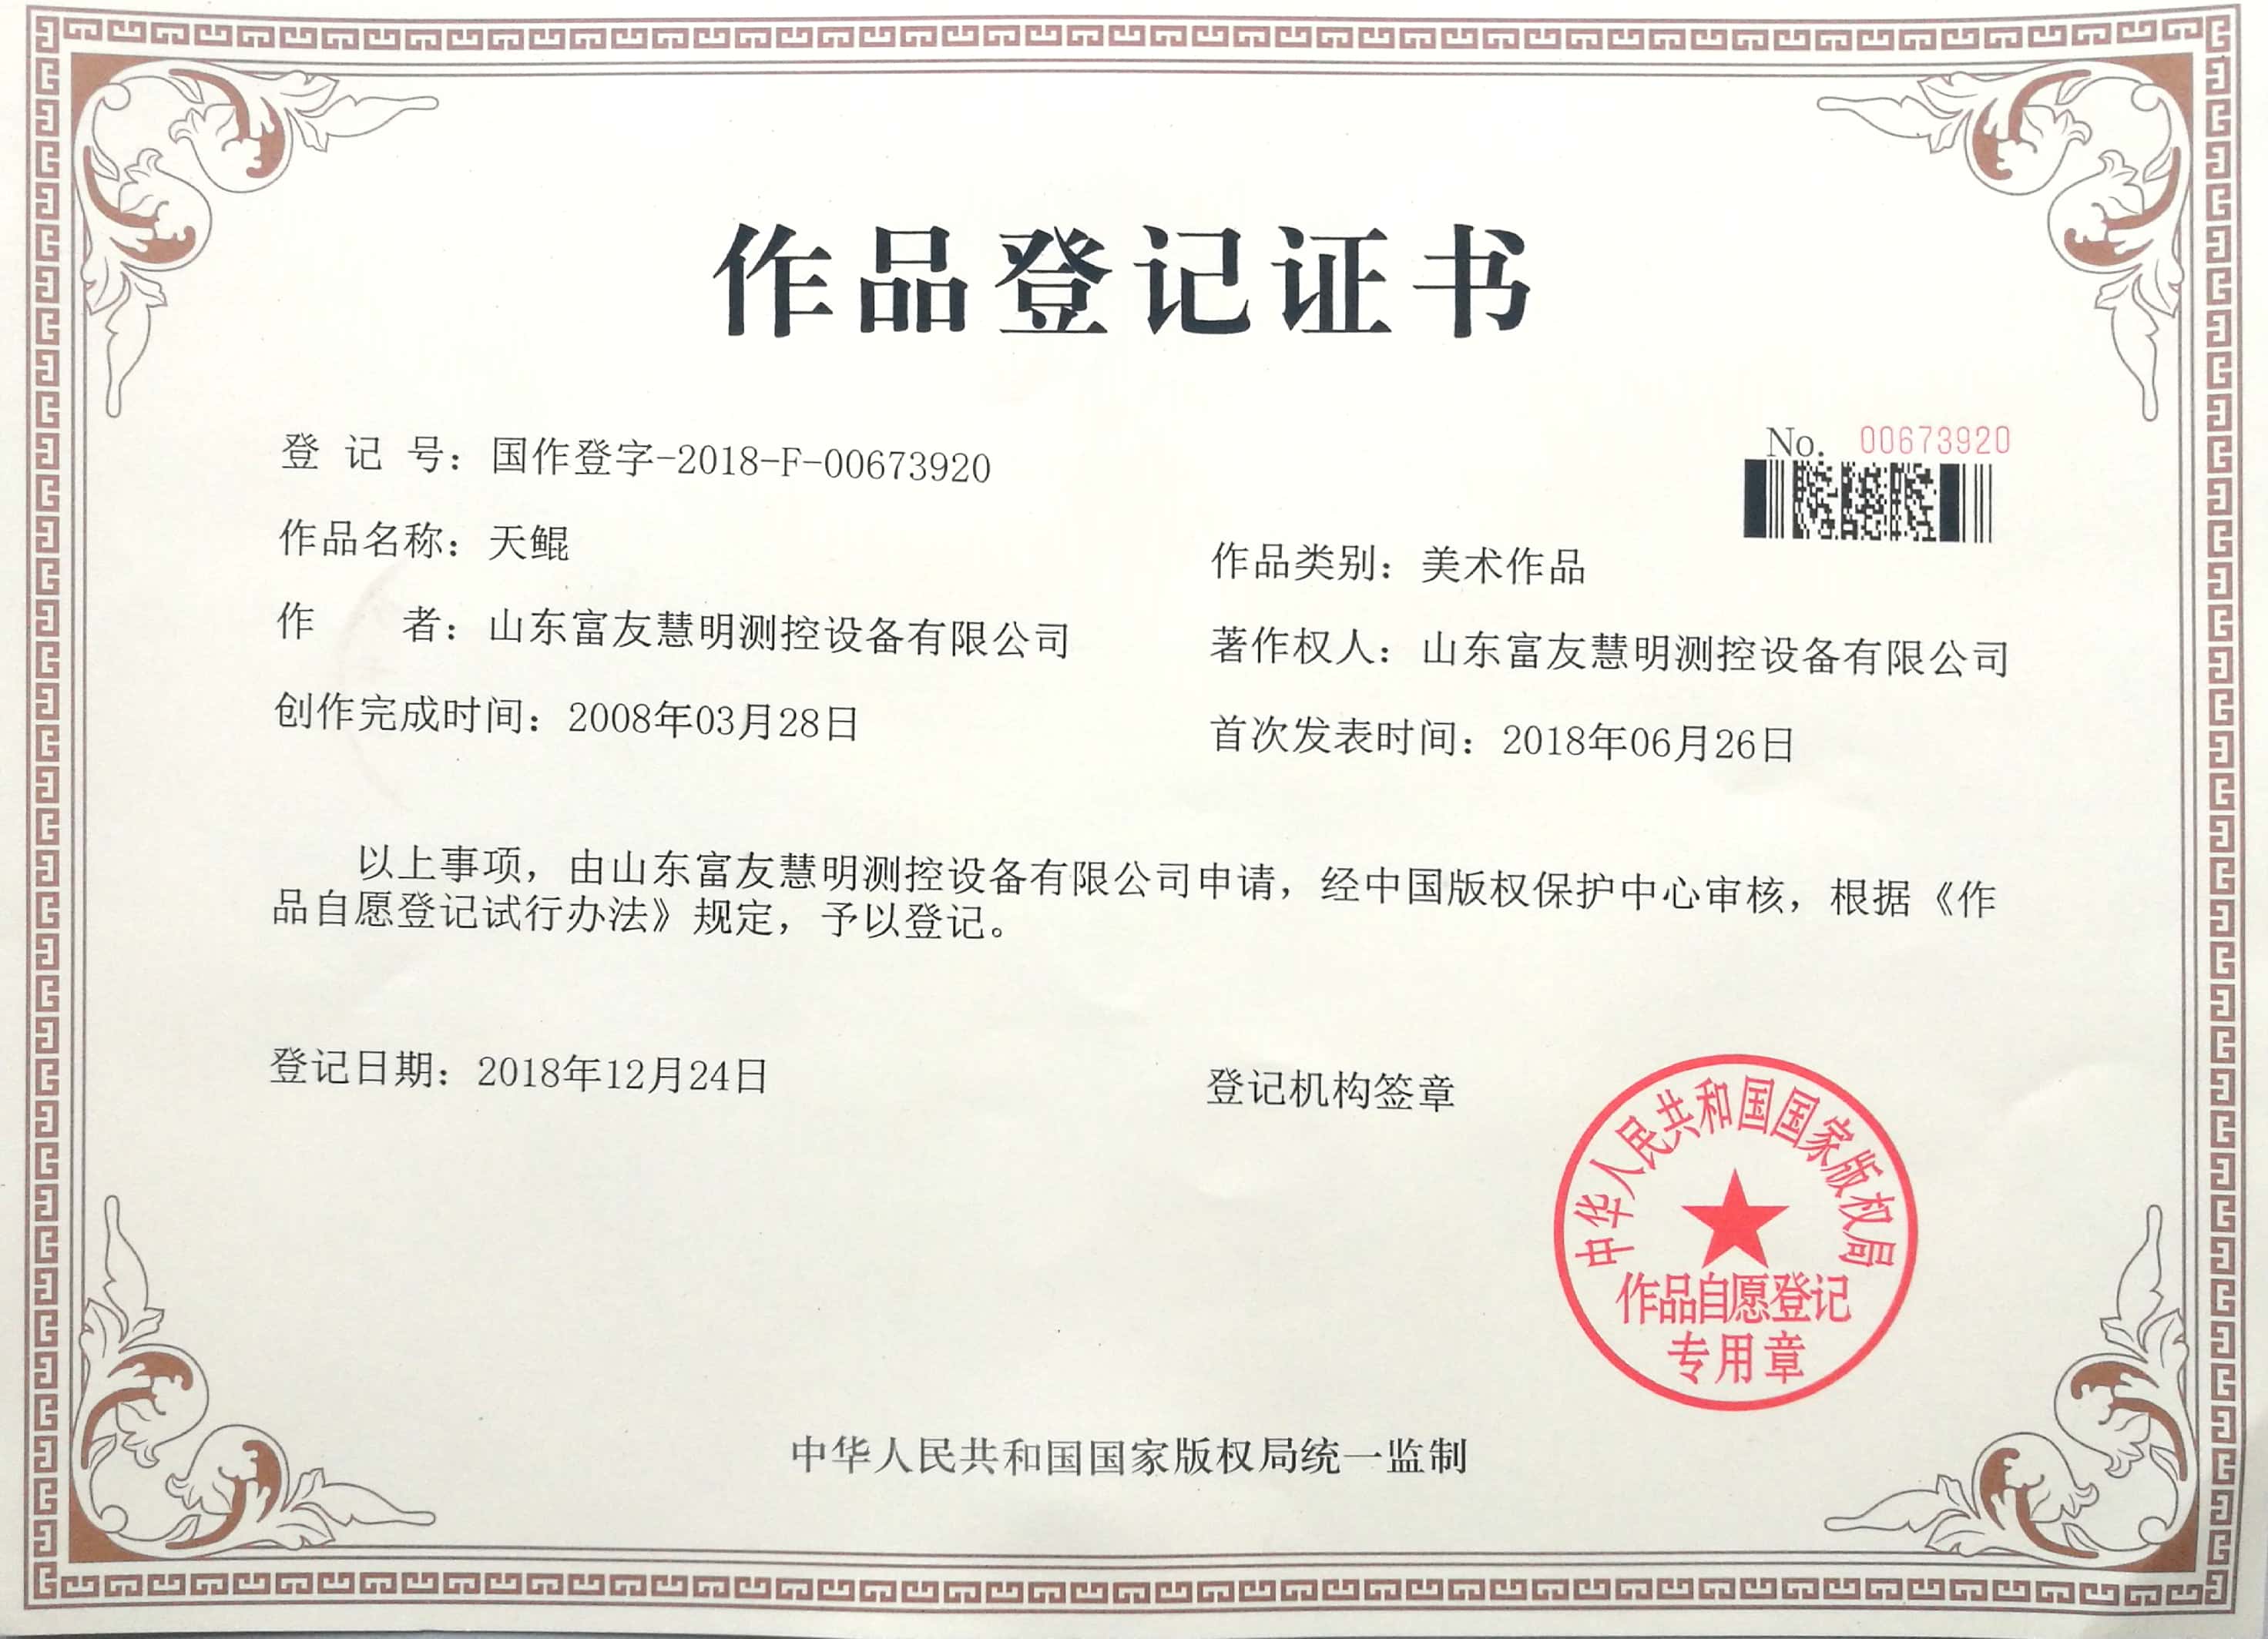 作品登记证书
No. 00673920
登记号：国作登字-2018-F-00673920
作品名称：天鲲
作品类别：美术作品
作者：山东富友慧明测控设备有限公司
著作权人：山东富友慧明测控设备有限公司
创作完成时间：2008年03月28日
首次发表时间：2018年06月26日
以上事项，由山东富友慧明测控设备有限公司申请，经中国版权保护中心审核，根据《作
品自愿登记试行办法》规定，予以登记。
登记日期：2018年12月24日
登记机构签章
中华人民共和国国家版权局
作品自愿登记
专用章
中华人民共和国国家版权局统一监制